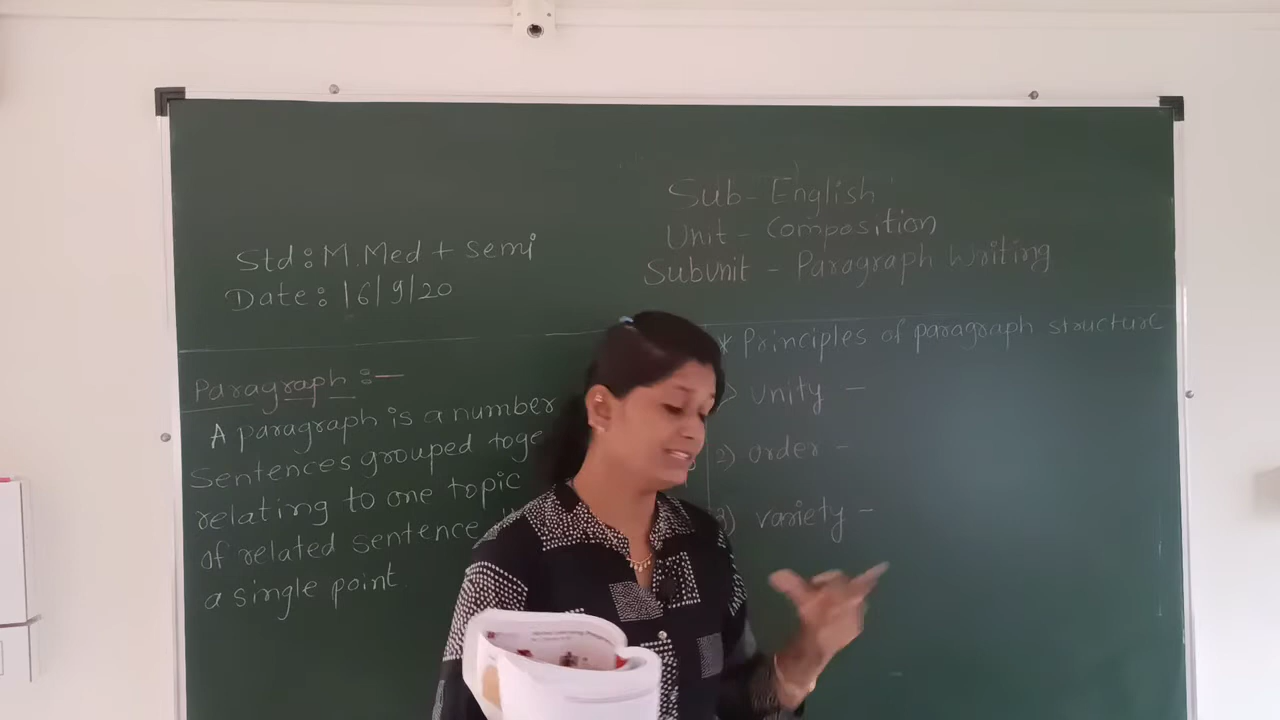 Sub- English
Unit - Composition
Subunit - Paragraph Writing
Std: M.Med + Semi
Date: 16/9/20
Paragraph :-
A paragraph is a number
Sentences grouped toge
relating to one topic
of related sentence
a single point
* Principles of paragraph structure
unity -
2) order -
3) variety -